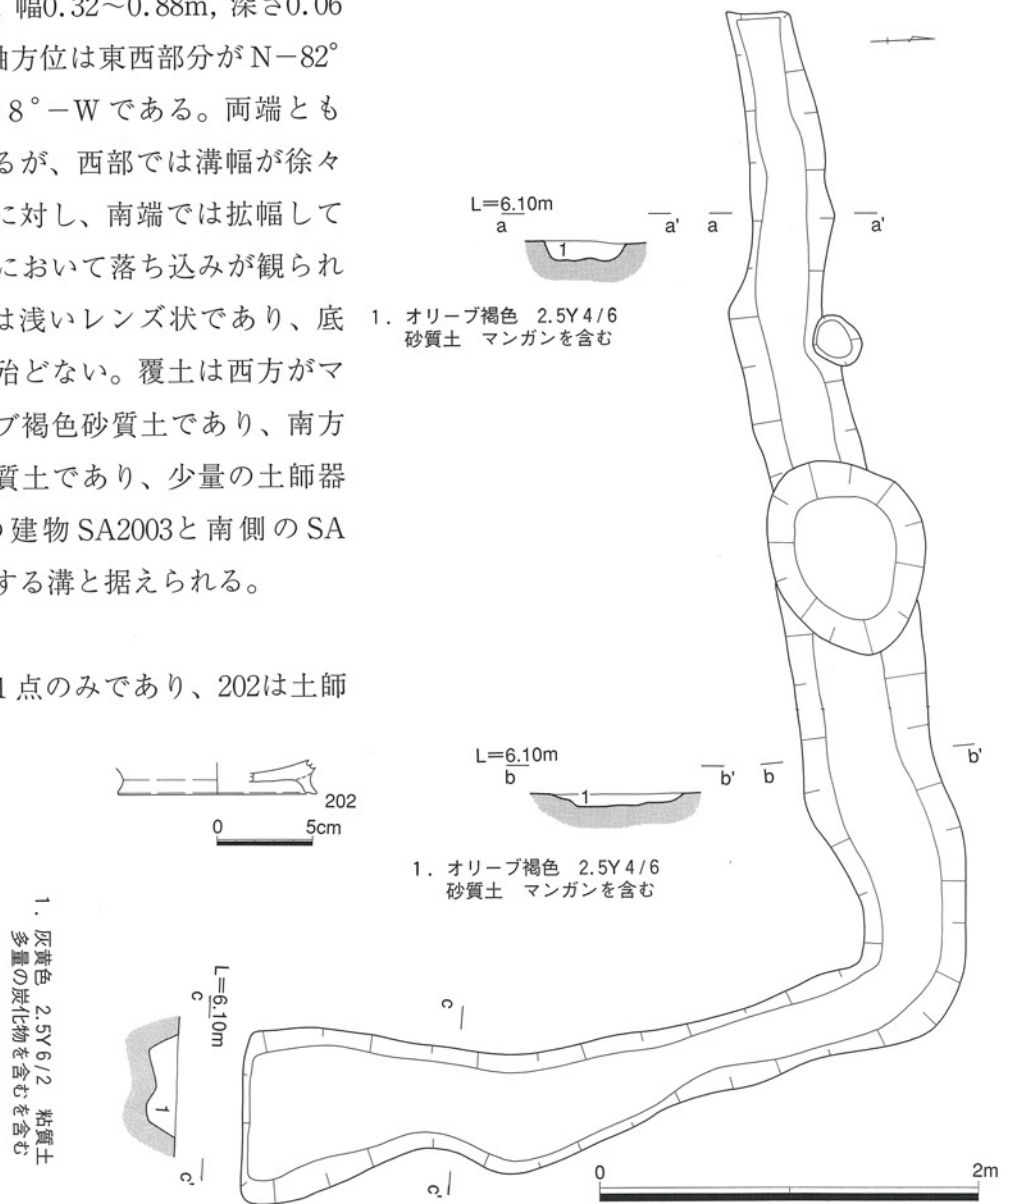 幅0.32～0.88m, 深さ0.06
軸方位は東西部分がN－82°
8°－Wである。両端とも
るが、西部では溝幅が徐々
に対し、南端では拡幅して
において落ち込みが観られ
は浅いレンズ状であり、底
殆どない。覆土は西方がマ
ブ褐色砂質土であり、南方
質土であり、少量の土師器
建物SA2003と南側のSA
する溝と据えられる。
1点のみであり、202は土師
L=6.10m
a a' a a'
1
1. オリーブ褐色 2.5Y4/6
砂質土 マンガンを含む
L=6.10m
b b' b b'
1
1. オリーブ褐色 2.5Y4/6
砂質土 マンガンを含む
202
0 5cm
1. 灰黄色 2.5Y6/2 粘質土
多量の炭化物を含むを含む
L=6.10m
c c' c c'
1
0 2m